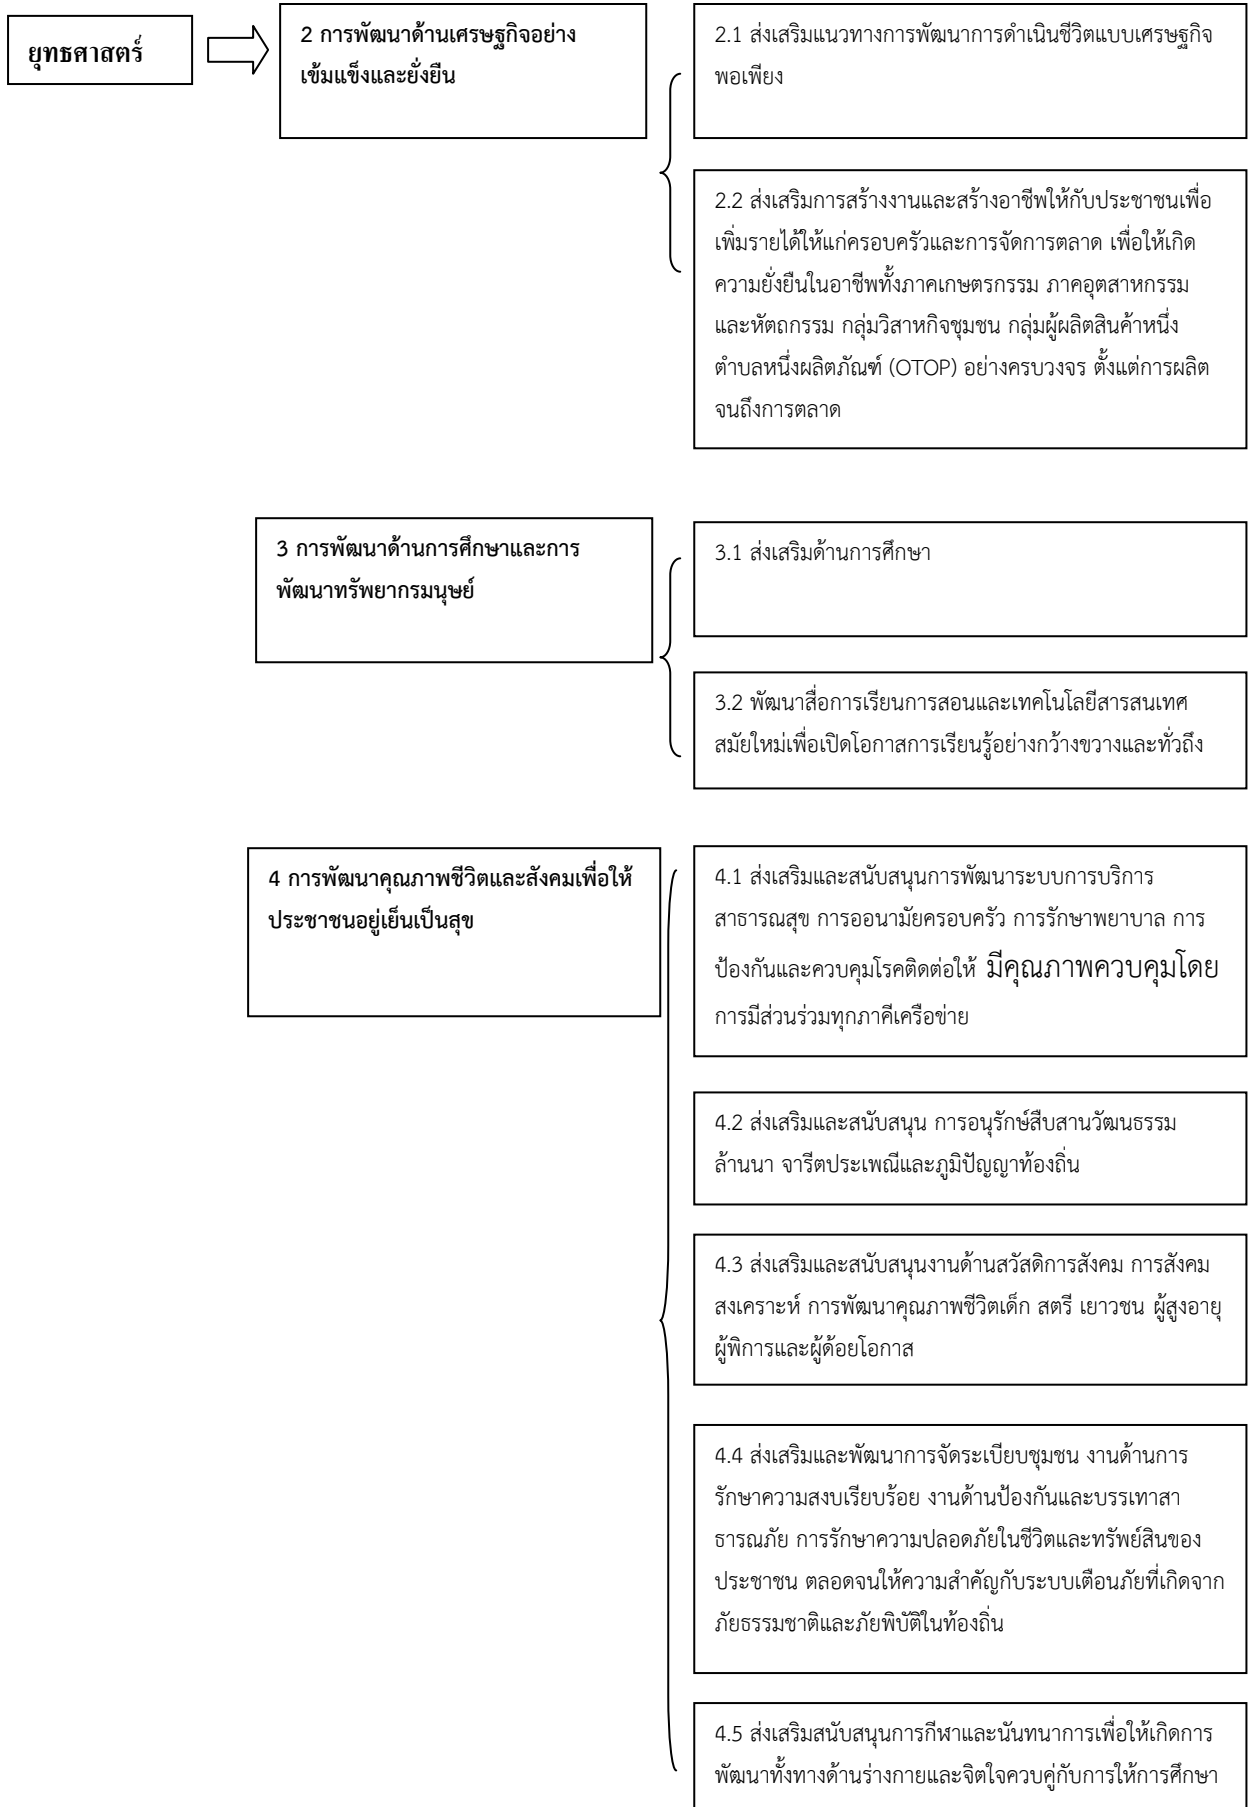 ยุทธศาสตร์
2 การพัฒนาด้านเศรษฐกิจอย่าง
เข้มแข็งและยั่งยืน
2.1 ส่งเสริมแนวทางการพัฒนาการดำเนินชีวิตแบบเศรษฐกิจ
พอเพียง
2.2 ส่งเสริมการสร้างงานและสร้างอาชีพให้กับประชาชนเพื่อ
เพิ่มรายได้ให้แก่ครอบครัวและการจัดการตลาด เพื่อให้เกิด
ความยั่งยืนในอาชีพทั้งภาคเกษตรกรรม ภาคอุตสาหกรรม
และหัตถกรรม กลุ่มวิสาหกิจชุมชน กลุ่มผู้ผลิตสินค้าหนึ่ง
ตำบลหนึ่งผลิตภัณฑ์ (OTOP) อย่างครบวงจร ตั้งแต่การผลิต
จนถึงการตลาด
3 การพัฒนาด้านการศึกษาและการ
พัฒนาทรัพยากรมนุษย์
3.1 ส่งเสริมด้านการศึกษา
3.2 พัฒนาสื่อการเรียนการสอนและเทคโนโลยีสารสนเทศ
สมัยใหม่เพื่อเปิดโอกาสการเรียนรู้อย่างกว้างขวางและทั่วถึง
4 การพัฒนาคุณภาพชีวิตและสังคมเพื่อให้
ประชาชนอยู่เย็นเป็นสุข
4.1 ส่งเสริมและสนับสนุนการพัฒนาระบบการบริการ
สาธารณสุข การออนามัยครอบครัว การรักษาพยาบาล การ
ป้องกันและควบคุมโรคติดต่อให้ มีคุณภาพควบคุมโดย
การมีส่วนร่วมทุกภาคีเครือข่าย
4.2 ส่งเสริมและสนับสนุน การอนุรักษ์สืบสานวัฒนธรรม
ล้านนา จารีตประเพณีและภูมิปัญญาท้องถิ่น
4.3 ส่งเสริมและสนับสนุนงานด้านสวัสดิการสังคม การสังคม
สงเคราะห์ การพัฒนาคุณภาพชีวิตเด็ก สตรี เยาวชน ผู้สูงอายุ
ผู้พิการและผู้ด้อยโอกาส
4.4 ส่งเสริมและพัฒนาการจัดระเบียบชุมชน งานด้านการ
รักษาความสงบเรียบร้อย งานด้านป้องกันและบรรเทาสา
ธารณภัย การรักษาความปลอดภัยในชีวิตและทรัพย์สินของ
ประชาชน ตลอดจนให้ความสำคัญกับระบบเตือนภัยที่เกิดจาก
ภัยธรรมชาติและภัยพิบัติในท้องถิ่น
4.5 ส่งเสริมสนับสนุนการกีฬาและนันทนาการเพื่อให้เกิดการ
พัฒนาทั้งทางด้านร่างกายและจิตใจควบคู่กับการให้การศึกษา